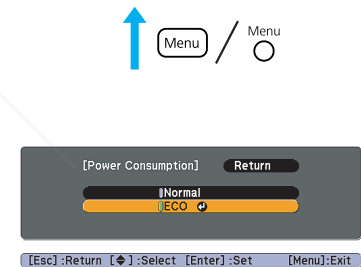 Menu / Menu
[Power Consumption] Return
Normal
ECO
[Esc] :Return [◆] :Select [Enter] :Set [Menu]:Exit